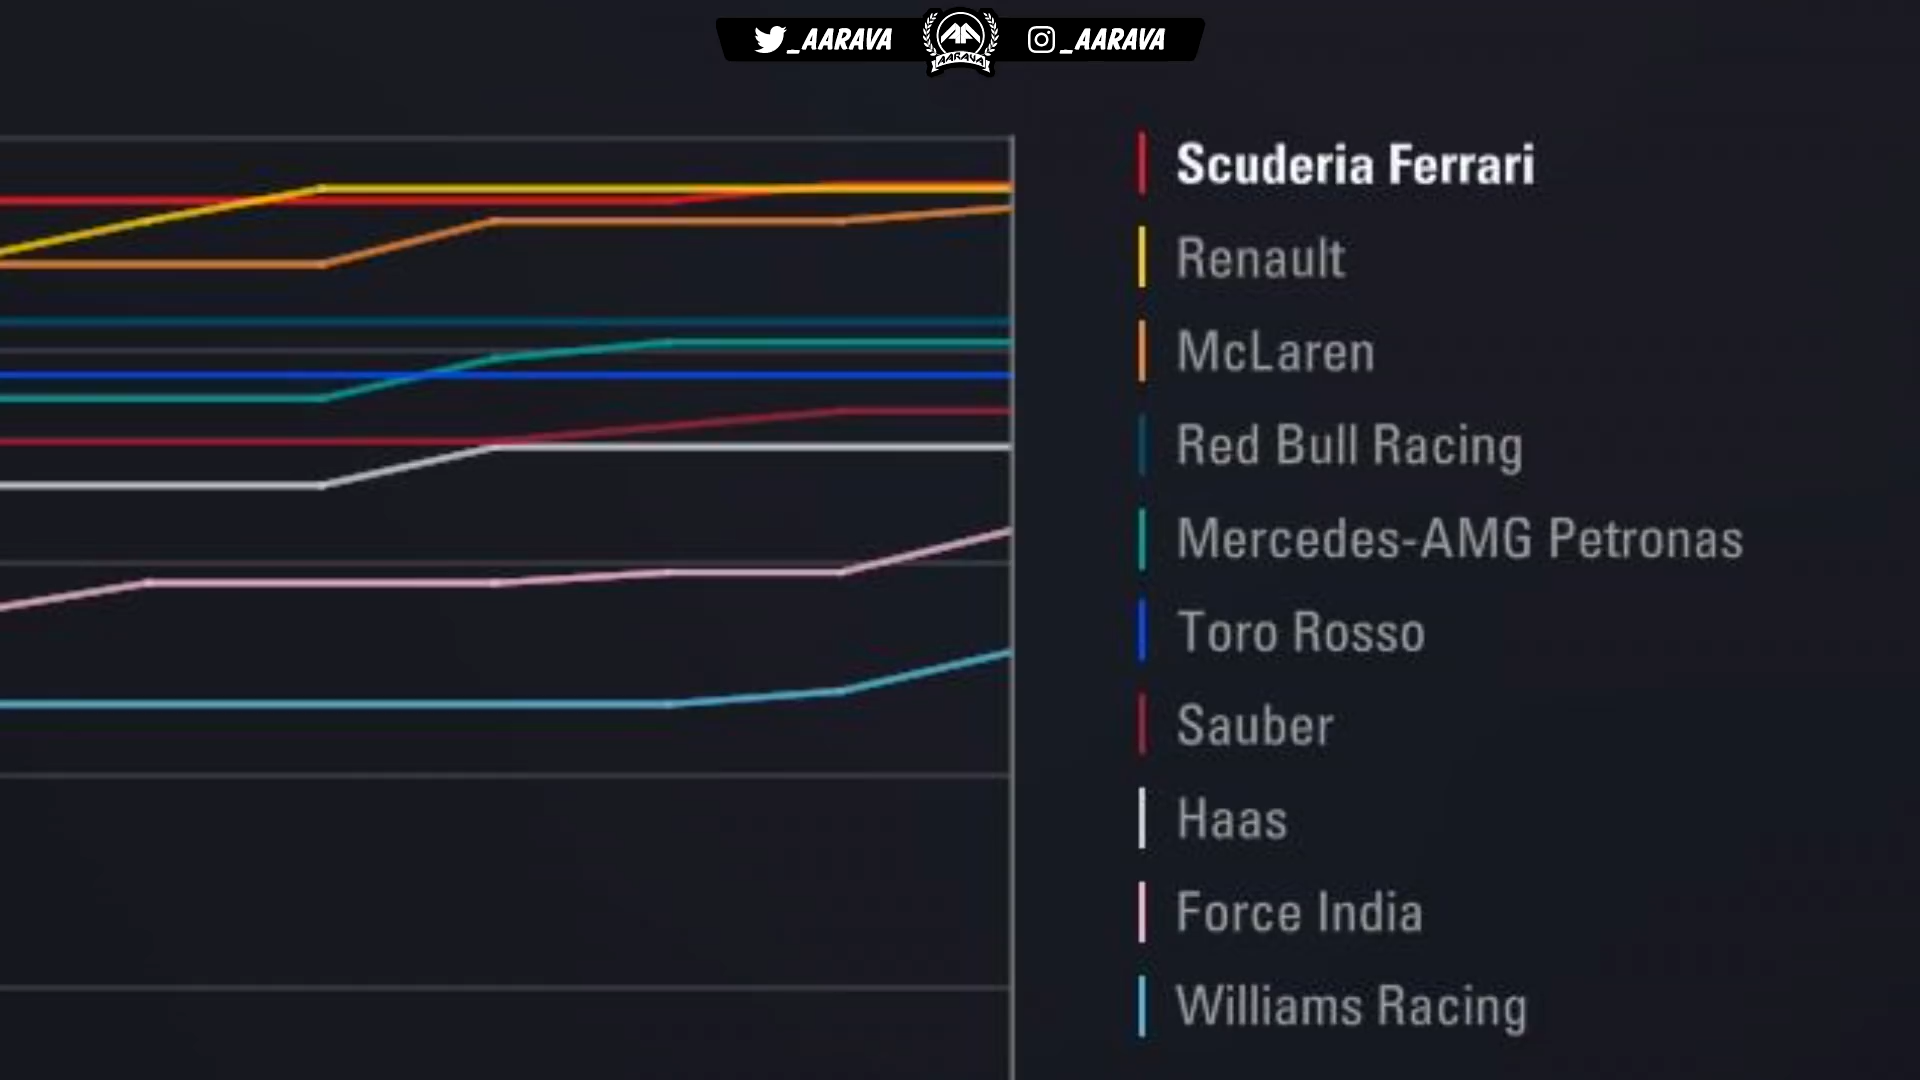 _AARAVA
AARAVA
_AARAVA
Scuderia Ferrari
Renault
McLaren
Red Bull Racing
Mercedes-AMG Petronas
Toro Rosso
Sauber
Haas
Force India
Williams Racing